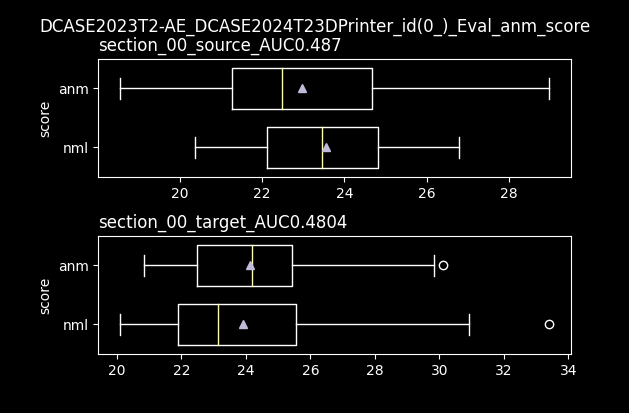 DCASE2023T2-AE_DCASE2024T23DPrinter_id(0_)_Eval_anm_score
section_00_source_AUC0.487
anm
nml
score
20 22 24 26 28
section_00_target_AUC0.4804
anm
nml
score
20 22 24 26 28 30 32 34